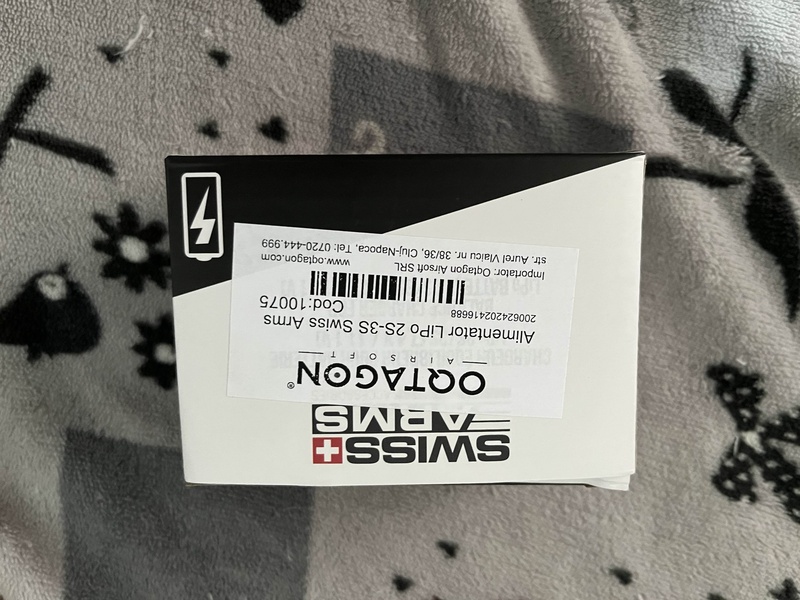 SWISS
ARMS
OQTAGON®
AIRSOFT
Alimentator LiPo 2S-3S Swiss Arms
200624202416688 Cod:10075
Importator: Oqtagon Airsoft SRL www.oqtagon.com
str. Aurel Vlaicu nr. 38/36, Cluj-Napoca, Tel: 0720-444.999